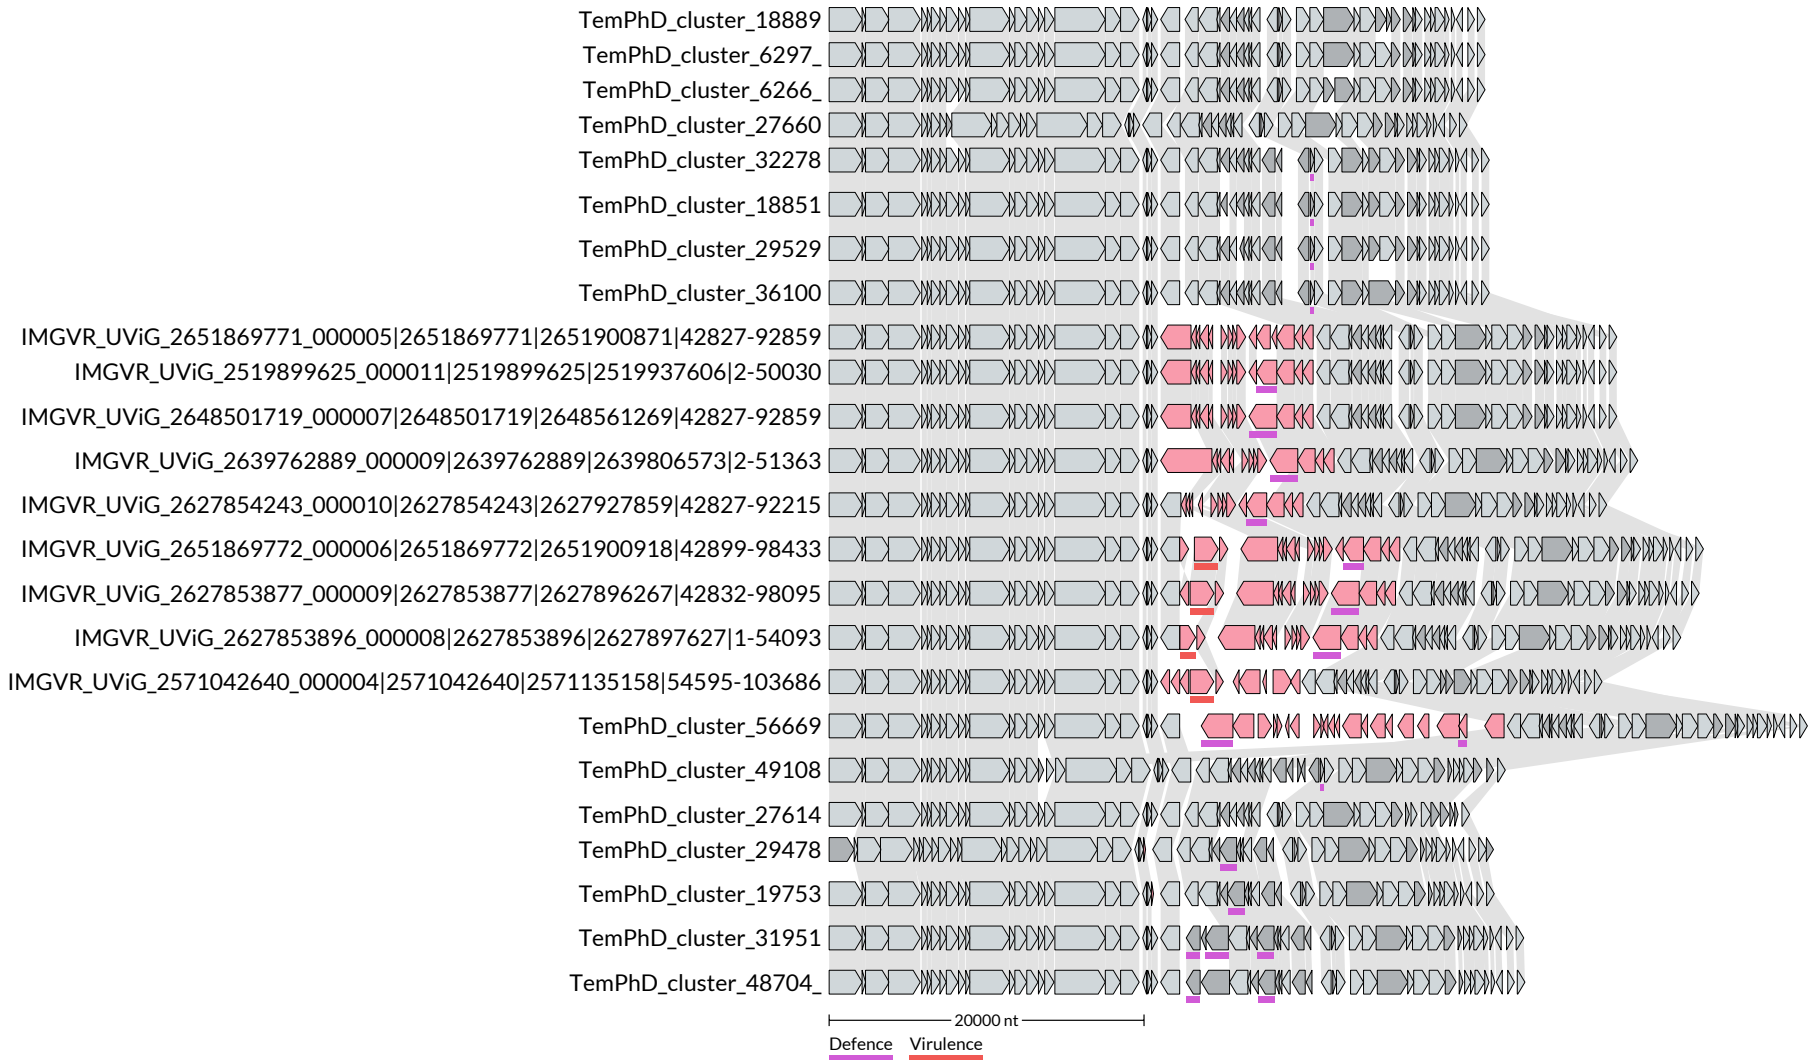 TemPhD_cluster_18889
TemPhD_cluster_6297_
TemPhD_cluster_6266_
TemPhD_cluster_27660
TemPhD_cluster_32278
TemPhD_cluster_18851
TemPhD_cluster_29529
TemPhD_cluster_36100
IMGVR_UViG_2651869771_000005|2651869771|2651900871|42827-92859
IMGVR_UViG_2519899625_000011|2519899625|2519937606|2-50030
IMGVR_UViG_2648501719_000007|2648501719|2648561269|42827-92859
IMGVR_UViG_2639762889_000009|2639762889|2639806573|2-51363
IMGVR_UViG_2627854243_000010|2627854243|2627927859|42827-92215
IMGVR_UViG_2651869772_000006|2651869772|2651900918|42899-98433
IMGVR_UViG_2627853877_000009|2627853877|2627896267|42832-98095
IMGVR_UViG_2627853896_000008|2627853896|2627897627|1-54093
IMGVR_UViG_2571042640_000004|2571042640|2571135158|54595-103686
TemPhD_cluster_56669
TemPhD_cluster_49108
TemPhD_cluster_27614
TemPhD_cluster_29478
TemPhD_cluster_19753
TemPhD_cluster_31951
TemPhD_cluster_48704_
20000 nt
Defence Virulence